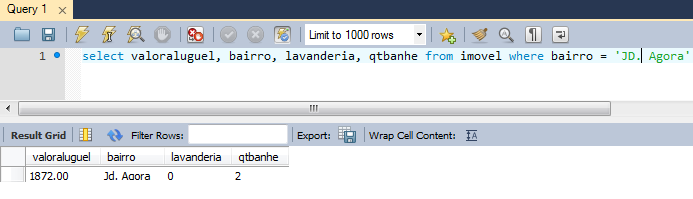 Query 1 ×
Limit to 1000 rows
1 select valoraluguel, bairro, lavanderia, qtbanhe from imovel where bairro = 'JD. Agora'
Result Grid Filter Rows: Export: Wrap Cell Content:
valoraluguel bairro lavanderia qtbanhe
1872.00 Jd. Agora 0 2